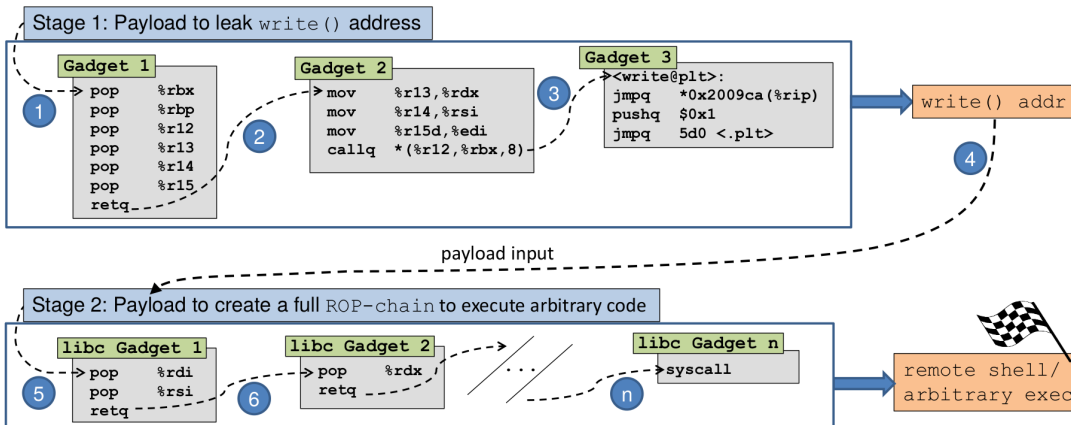 Stage 1: Payload to leak write() address
Gadget 1
pop %rbx
pop %rbp
pop %r12
pop %r13
pop %r14
pop %r15
retq
1
2
Gadget 2
mov %r13,%rdx
mov %r14,%rsi
mov %r15d,%edi
callq *(%r12,%rbx,8)
3
Gadget 3
<write@plt>:
jmpq *0x2009ca(%rip)
pushq $0x1
jmpq 5d0 <.plt>
write() addr
4
payload input
Stage 2: Payload to create a full ROP-chain to execute arbitrary code
libc Gadget 1
pop %rdi
pop %rsi
retq
5
6
libc Gadget 2
pop %rdx
retq
...
n
libc Gadget n
syscall
remote shell/
arbitrary exec